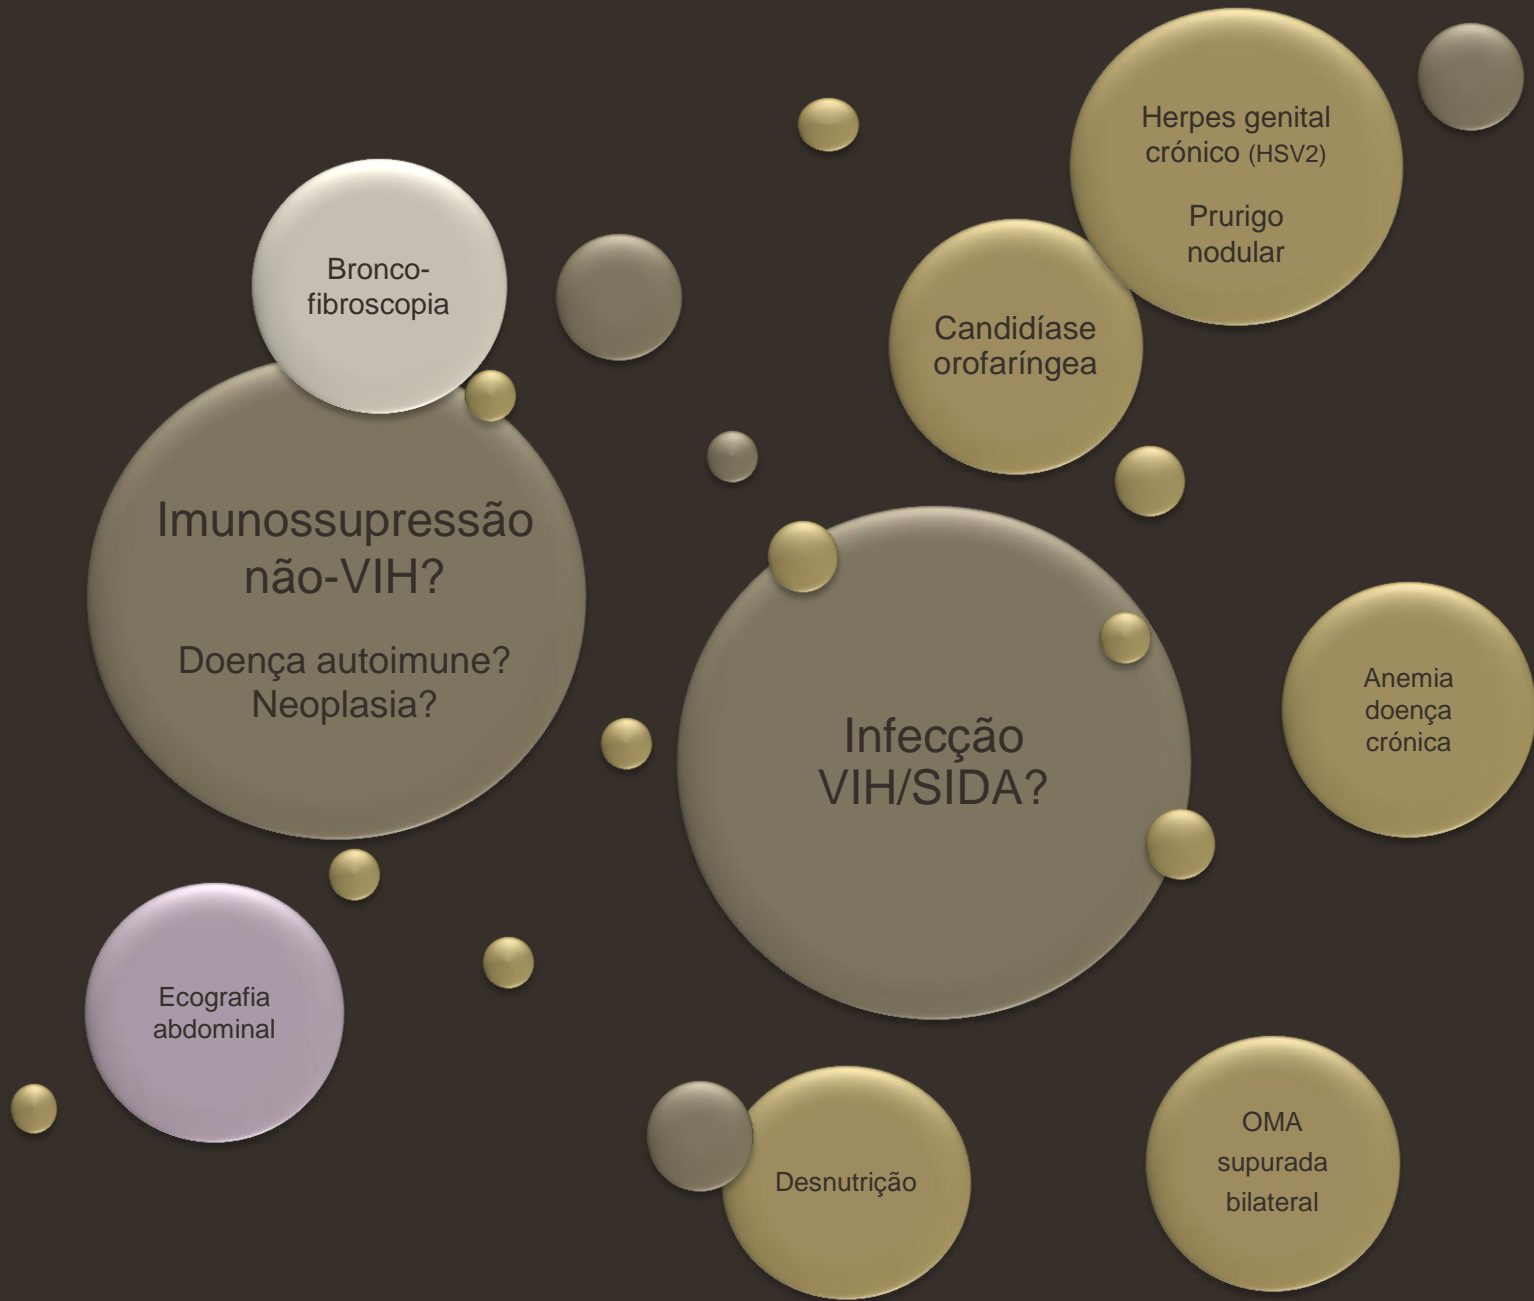 Herpes genital
crónico (HSV2)
Prurigo
nodular
Bronco-
fibroscopia
Candidíase
orofaríngea
Imunossupressão
não-VIH?
Doença autoimune?
Neoplasia?
Infecção
VIH/SIDA?
Anemia
doença
crónica
Ecografia
abdominal
Desnutrição
OMA
supurada
bilateral